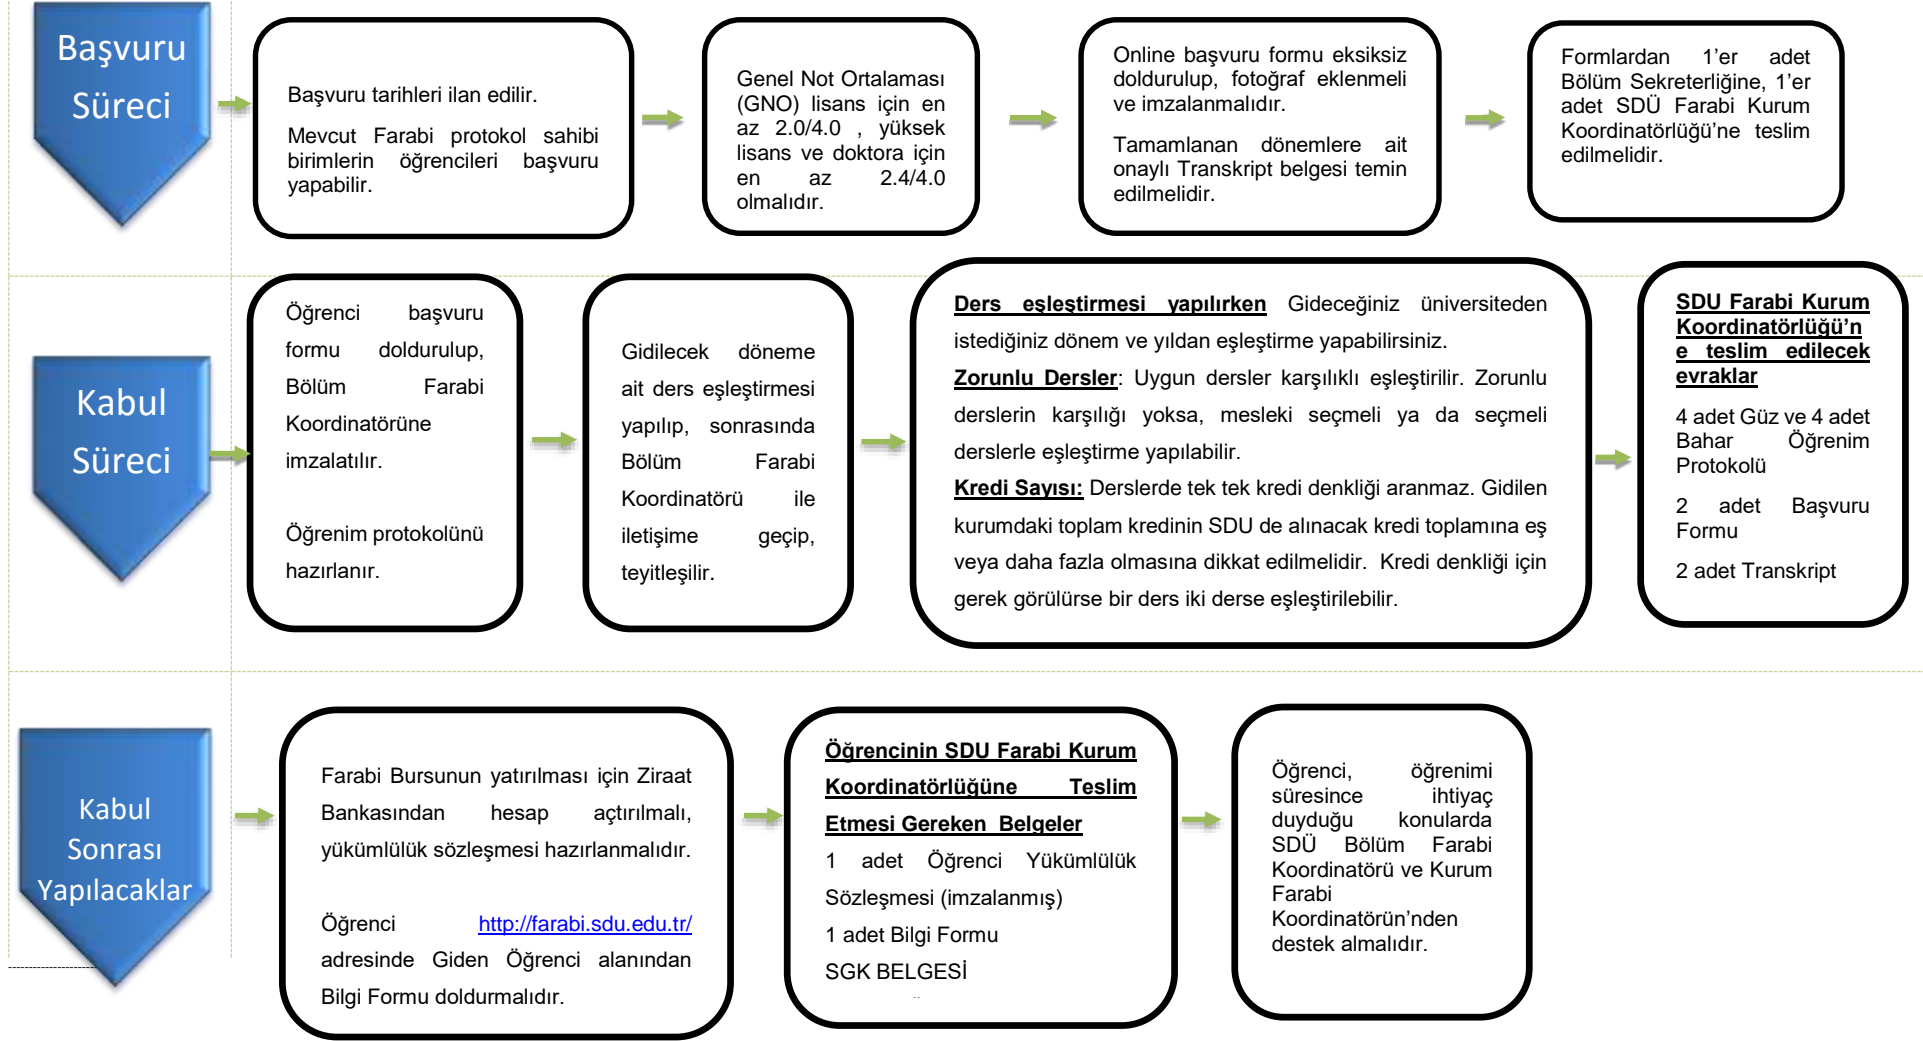 Başvuru
Süreci
Başvuru tarihleri ilan edilir.
Mevcut Farabi protokol sahibi
birimlerin öğrencileri başvuru
yapabilir.
Genel Not Ortalaması
(GNO) lisans için en
az 2.0/4.0 , yüksek
lisans ve doktora için
en az 2.4/4.0
olmalıdır.
Online başvuru formu eksiksiz
doldurulup, fotoğraf eklenmeli
ve imzalanmalıdır.
Tamamlanan dönemlere ait
onaylı Transkript belgesi temin
edilmelidir.
Formlardan 1’er adet
Bölüm Sekreterliğine, 1’er
adet SDÜ Farabi Kurum
Koordinatörlüğü’ne teslim
edilmelidir.
Kabul
Süreci
Öğrenci başvuru
formu doldurulup,
Bölüm Farabi
Koordinatörüne
imzalatılır.
Öğrenim protokolünü
hazırlanır.
Gidilecek döneme
ait ders eşleştirmesi
yapılıp, sonrasında
Bölüm Farabi
Koordinatörü ile
iletişime geçip,
teyitleşilir.
Ders eşleştirmesi yapılırken Gideceğiniz üniversiteden
istediğiniz dönem ve yıldan eşleştirme yapabilirsiniz.
Zorunlu Dersler: Uygun dersler karşılıklı eşleştirilir. Zorunlu
derslerin karşılığı yoksa, mesleki seçmeli ya da seçmeli
derslerle eşleştirme yapılabilir.
Kredi Sayısı: Derslerde tek tek kredi denkliği aranmaz. Gidilen
kurumdaki toplam kredinin SDU de alınacak kredi toplamına eş
veya daha fazla olmasına dikkat edilmelidir. Kredi denkliği için
gerek görülürse bir ders iki derse eşleştirilebilir.
SDU Farabi Kurum
Koordinatörlüğü’n
e teslim edilecek
evraklar
4 adet Güz ve 4 adet
Bahar Öğrenim
Protokolü
2 adet Başvuru
Formu
2 adet Transkript
Kabul
Sonrası
Yapılacaklar
Farabi Bursunun yatırılması için Ziraat
Bankasından hesap açtırılmalı,
yükümlülük sözleşmesi hazırlanmalıdır.
Öğrenci http://farabi.sdu.edu.tr/
adresinde Giden Öğrenci alanından
Bilgi Formu doldurmalıdır.
Öğrencinin SDU Farabi Kurum
Koordinatörlüğüne Teslim
Etmesi Gereken Belgeler
1 adet Öğrenci Yükümlülük
Sözleşmesi (imzalanmış)
1 adet Bilgi Formu
SGK BELGESİ
Öğrenci, öğrenimi
süresince ihtiyaç
duyduğu konularda
SDÜ Bölüm Farabi
Koordinatörü ve Kurum
Farabi
Koordinatörün’nden
destek almalıdır.